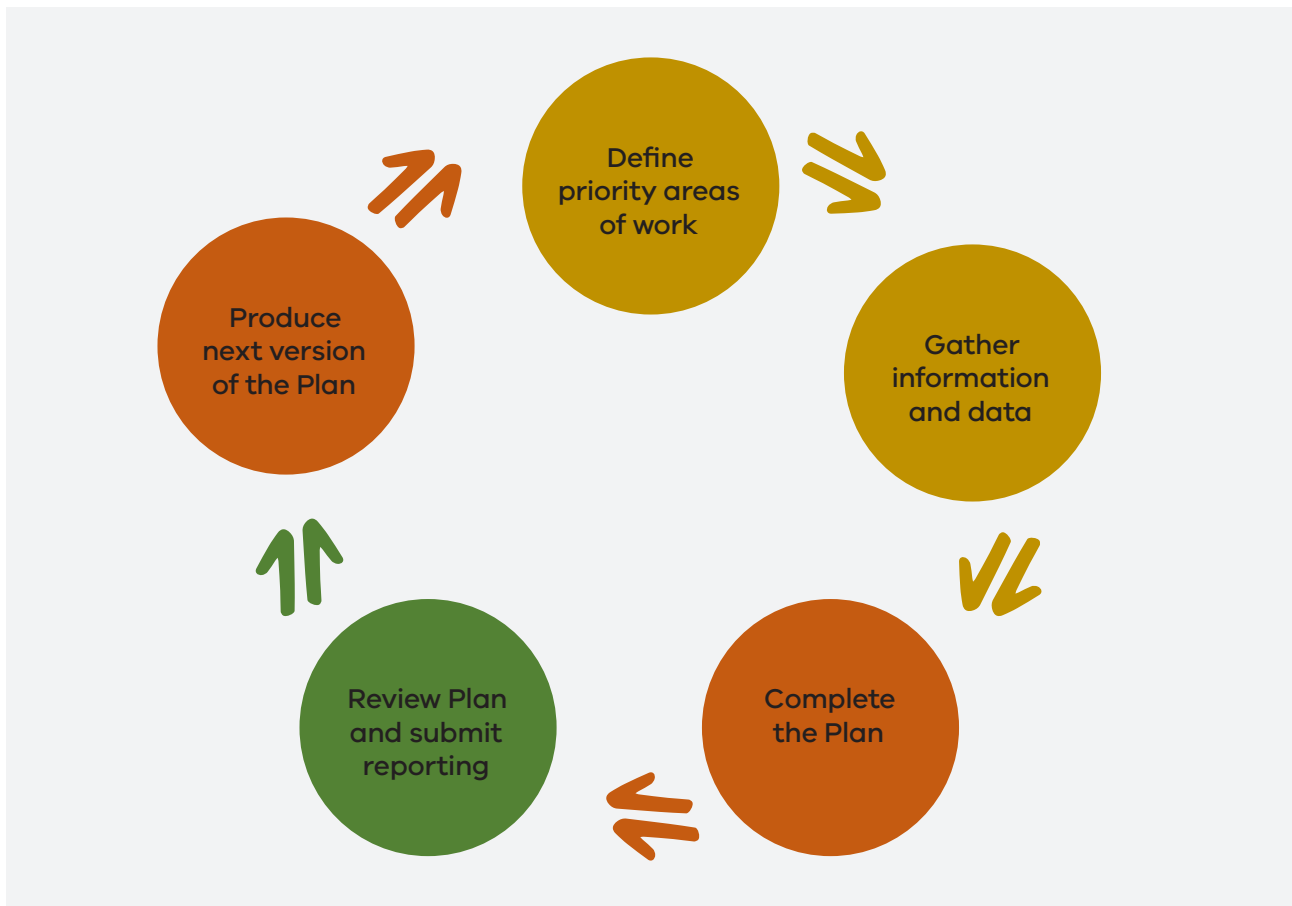 Define
priority areas
of work
Gather
information
and data
Complete
the Plan
Review Plan
and submit
reporting
Produce
next version
of the Plan